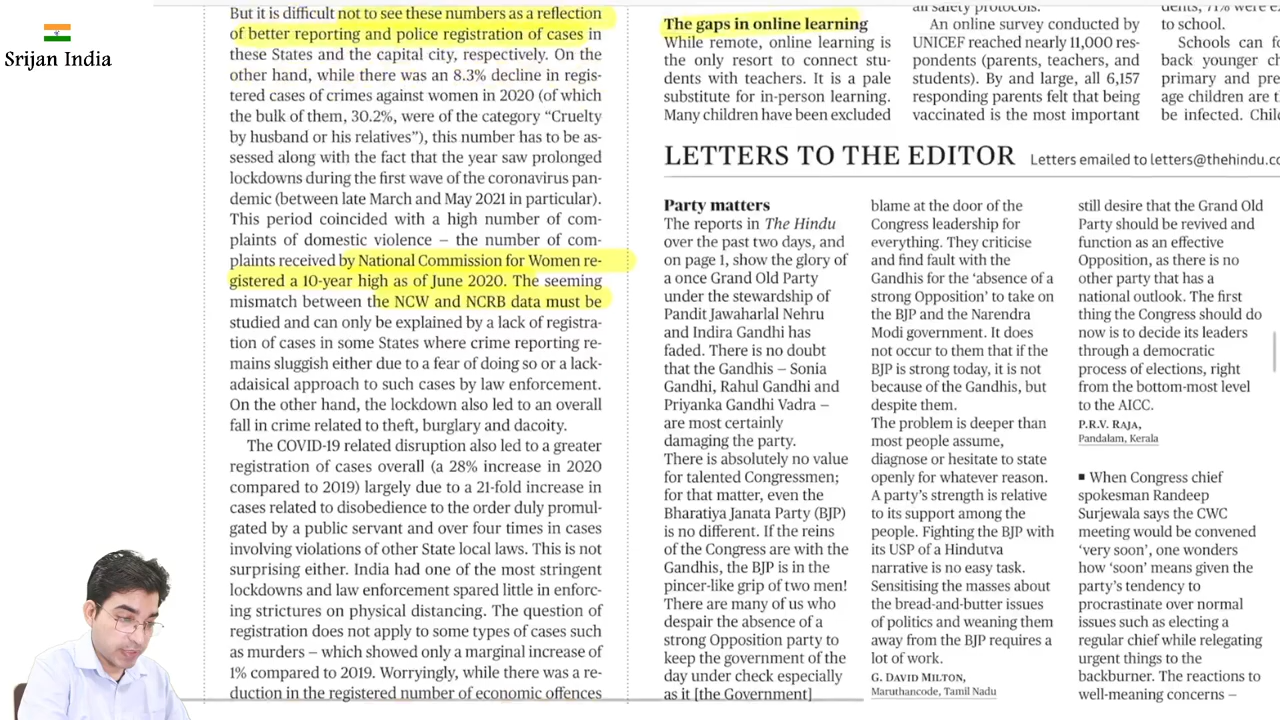 Srijan India
But it is difficult not to see these numbers as a reflection
of better reporting and police registration of cases in
these States and the capital city, respectively. On the
other hand, while there was an 8.3% decline in regis-
tered cases of crimes against women in 2020 (of which
the bulk of them, 30.2%, were of the category “Cruelty
by husband or his relatives”), this number has to be as-
sessed along with the fact that the year saw prolonged
lockdowns during the first wave of the coronavirus pan-
demic (between late March and May 2021 in particular).
This period coincided with a high number of com-
plaints of domestic violence – the number of com-
plaints received by National Commission for Women re-
gistered a 10-year high as of June 2020. The seeming
mismatch between the NCW and NCRB data must be
studied and can only be explained by a lack of registra-
tion of cases in some States where crime reporting re-
mains sluggish either due to a fear of doing so or a lack-
adaisical approach to such cases by law enforcement.
On the other hand, the lockdown also led to an overall
fall in crime related to theft, burglary and dacoity.
The COVID-19 related disruption also led to a greater
registration of cases overall (a 28% increase in 2020
compared to 2019) largely due to a 21-fold increase in
cases related to disobedience to the order duly promul-
gated by a public servant and over four times in cases
involving violations of other State local laws. This is not
surprising either. India had one of the most stringent
lockdowns and law enforcement spared little in enforc-
ing strictures on physical distancing. The question of
registration does not apply to some types of cases such
as murders – which showed only a marginal increase of
1% compared to 2019. Worryingly, while there was a re-
duction in the registered number of economic offences
The gaps in online learning
While remote, online learning is
the only resort to connect stu-
dents with teachers. It is a pale
substitute for in-person learning.
Many children have been excluded
all safety protocols.
An online survey conducted by
UNICEF reached nearly 11,000 res-
pondents (parents, teachers, and
students). By and large, all 6,157
responding parents felt that being
vaccinated is the most important
dents, 71% were
to school.
Schools can
back younger
primary and
age children are
be infected.
LETTERS TO THE EDITOR Letters emailed to letters@thehindu.co
Party matters
The reports in The Hindu
over the past two days, and
on page 1, show the glory of
a once Grand Old Party
under the stewardship of
Pandit Jawaharlal Nehru
and Indira Gandhi has
faded. There is no doubt
that the Gandhis – Sonia
Gandhi, Rahul Gandhi and
Priyanka Gandhi Vadra –
are most certainly
damaging the party.
There is absolutely no value
for talented Congressmen;
for that matter, even the
Bharatiya Janata Party (BJP)
is no different. If the reins
of the Congress are with the
Gandhis, the BJP is in the
pincer-like grip of two men!
There are many of us who
despair the absence of a
strong Opposition party to
keep the government of the
day under check especially
as it [the Government]
blame at the door of the
Congress leadership for
everything. They criticise
and find fault with the
Gandhis for the ‘absence of a
strong Opposition’ to take on
the BJP and the Narendra
Modi government. It does
not occur to them that if the
BJP is strong today, it is not
because of the Gandhis, but
despite them.
The problem is deeper than
most people assume,
diagnose or hesitate to state
openly for whatever reason.
A party’s strength is relative
to its support among the
people. Fighting the BJP with
its USP of a Hindutva
narrative is no easy task.
Sensitising the masses about
the bread-and-butter issues
of politics and weaning them
away from the BJP requires a
lot of work.
G. DAVID MILTON,
Maruthancode, Tamil Nadu
still desire that the Grand Old
Party should be revived and
function as an effective
Opposition, as there is no
other party that has a
national outlook. The first
thing the Congress should do
now is to decide its leaders
through a democratic
process of elections, right
from the bottom-most level
to the AICC.
P.R.V. RAJA,
Pandalam, Kerala
■ When Congress chief
spokesman Randeep
Surjewala says the CWC
meeting would be convened
‘very soon’, one wonders
how ‘soon’ means given the
party’s tendency to
procrastinate over normal
issues such as electing a
regular chief while relegating
urgent things to the
backburner. The reactions to
well-meaning concerns –